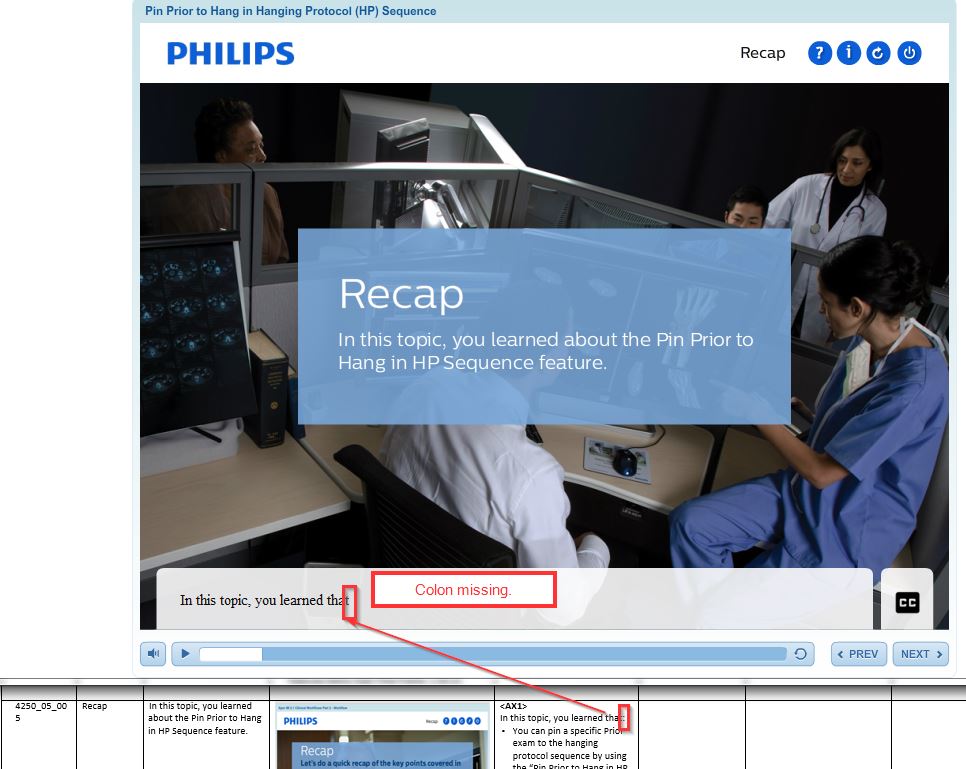 Pin Prior to Hang in Hanging Protocol (HP) Sequence
PHILIPS
Recap
Recap
In this topic, you learned about the Pin Prior to
Hang in HP Sequence feature.
In this topic, you learned that
Colon missing.
CC
PREV
NEXT
4250_05_00
5
Recap
In this topic, you learned
about the Pin Prior to Hang
in HP Sequence feature.
PHILIPS
Recap
Recap
Let's do a quick recap of the key points covered in
<AX1>
In this topic, you learned that:
• You can pin a specific Prior
exam to the hanging
protocol sequence by using
the "Pin Prior to Hang in HP